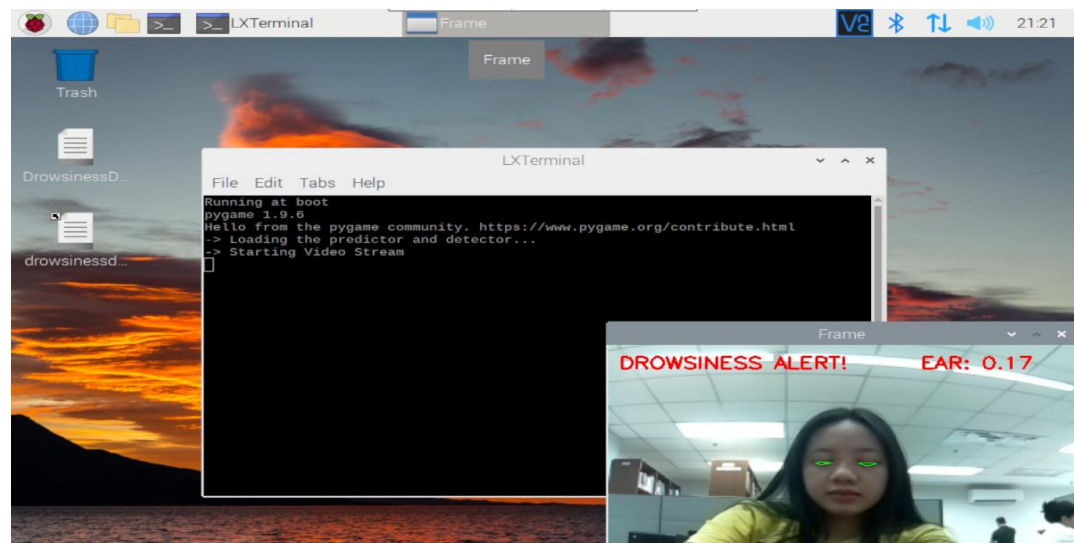 LXTerminal
Frame
21:21
Frame
Trash
DrowsinessD...
drowsinessd...
LXTerminal
File Edit Tabs Help
Running at boot
pygame 1.9.6
Hello from the pygame community. https://www.pygame.org/contribute.html
-> Loading the predictor and detector...
-> Starting Video Stream
Frame
DROWSINESS ALERT! EAR: 0.17